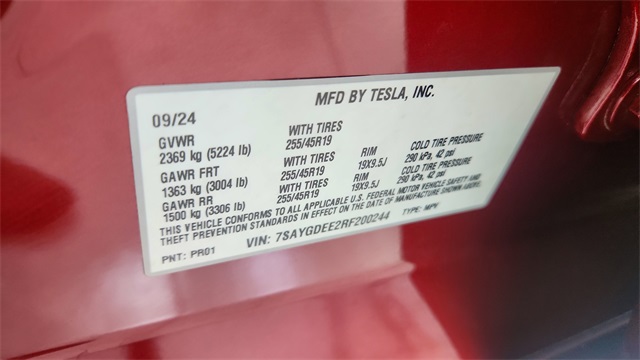 MFD BY TESLA, INC.
09/24
GVWR WITH TIRES
2369 kg (5224 lb) 255/45R19 RIM COLD TIRE PRESSURE
GAWR FRT WITH TIRES 19X9.5J 290 kPa, 42 psi
1363 kg (3004 lb) 255/45R19 RIM COLD TIRE PRESSURE
GAWR RR WITH TIRES 19X9.5J 290 kPa, 42 psi
1500 kg (3306 lb) 255/45R19
THIS VEHICLE CONFORMS TO ALL APPLICABLE U.S. FEDERAL MOTOR VEHICLE SAFETY AND
THEFT PREVENTION STANDARDS IN EFFECT ON THE DATE OF MANUFACTURE SHOWN ABOVE.
PNT: PR01 VIN: 7SAYGDEE2RF200244 TYPE: MPV